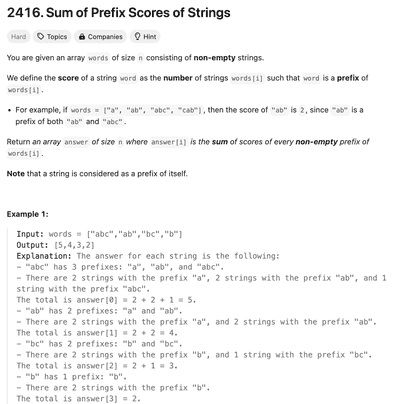 2416. Sum of Prefix Scores of Strings
Hard Topics Companies Hint
You are given an array words of size n consisting of non-empty strings.
We define the score of a string word as the number of strings words[i] such that word is a prefix of
words[i].
• For example, if words = ["a", "ab", "abc", "cab"], then the score of "ab" is 2, since "ab" is a
prefix of both "ab" and "abc".
Return an array answer of size n where answer[i] is the sum of scores of every non-empty prefix of
words[i].
Note that a string is considered as a prefix of itself.
Example 1:
Input: words = ["abc","ab","bc","b"]
Output: [5,4,3,2]
Explanation: The answer for each string is the following:
- "abc" has 3 prefixes: "a", "ab", and "abc".
- There are 2 strings with the prefix "a", 2 strings with the prefix "ab", and 1
string with the prefix "abc".
The total is answer[0] = 2 + 2 + 1 = 5.
- "ab" has 2 prefixes: "a" and "ab".
- There are 2 strings with the prefix "a", and 2 strings with the prefix "ab".
The total is answer[1] = 2 + 2 = 4.
- "bc" has 2 prefixes: "b" and "bc".
- There are 2 strings with the prefix "b", and 1 string with the prefix "bc".
The total is answer[2] = 2 + 1 = 3.
- "b" has 1 prefix: "b".
- There are 2 strings with the prefix "b".
The total is answer[3] = 2.